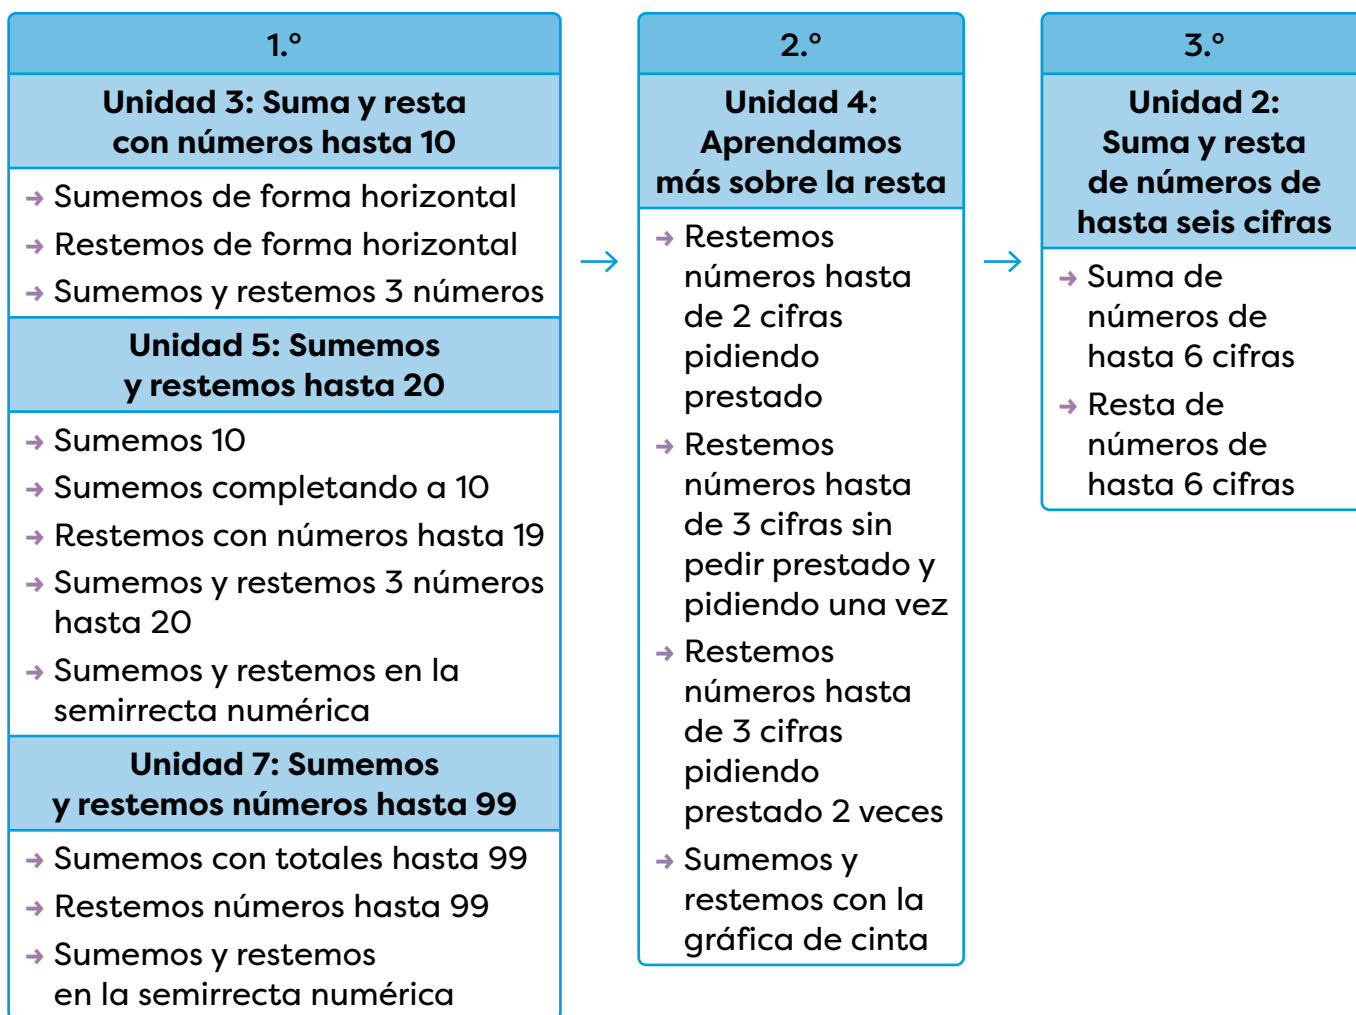 1.°
Unidad 3: Suma y resta
con números hasta 10
→ Sumemos de forma horizontal
→ Restemos de forma horizontal
→ Sumemos y restemos 3 números
Unidad 5: Sumemos
y restemos hasta 20
→ Sumemos 10
→ Sumemos completando a 10
→ Restemos con números hasta 19
→ Sumemos y restemos 3 números
hasta 20
→ Sumemos y restemos en la
semirrecta numérica
Unidad 7: Sumemos
y restemos números hasta 99
→ Sumemos con totales hasta 99
→ Restemos números hasta 99
→ Sumemos y restemos
en la semirrecta numérica
2.°
Unidad 4:
Aprendamos
más sobre la resta
→ Restemos
números hasta
de 2 cifras
pidiendo
prestado
→ Restemos
números hasta
de 3 cifras sin
pedir prestado y
pidiendo una vez
→ Restemos
números hasta
de 3 cifras
pidiendo
prestado 2 veces
→ Sumemos y
restemos con la
gráfica de cinta
3.°
Unidad 2:
Suma y resta
de números de
hasta seis cifras
→ Suma de
números de
hasta 6 cifras
→ Resta de
números de
hasta 6 cifras